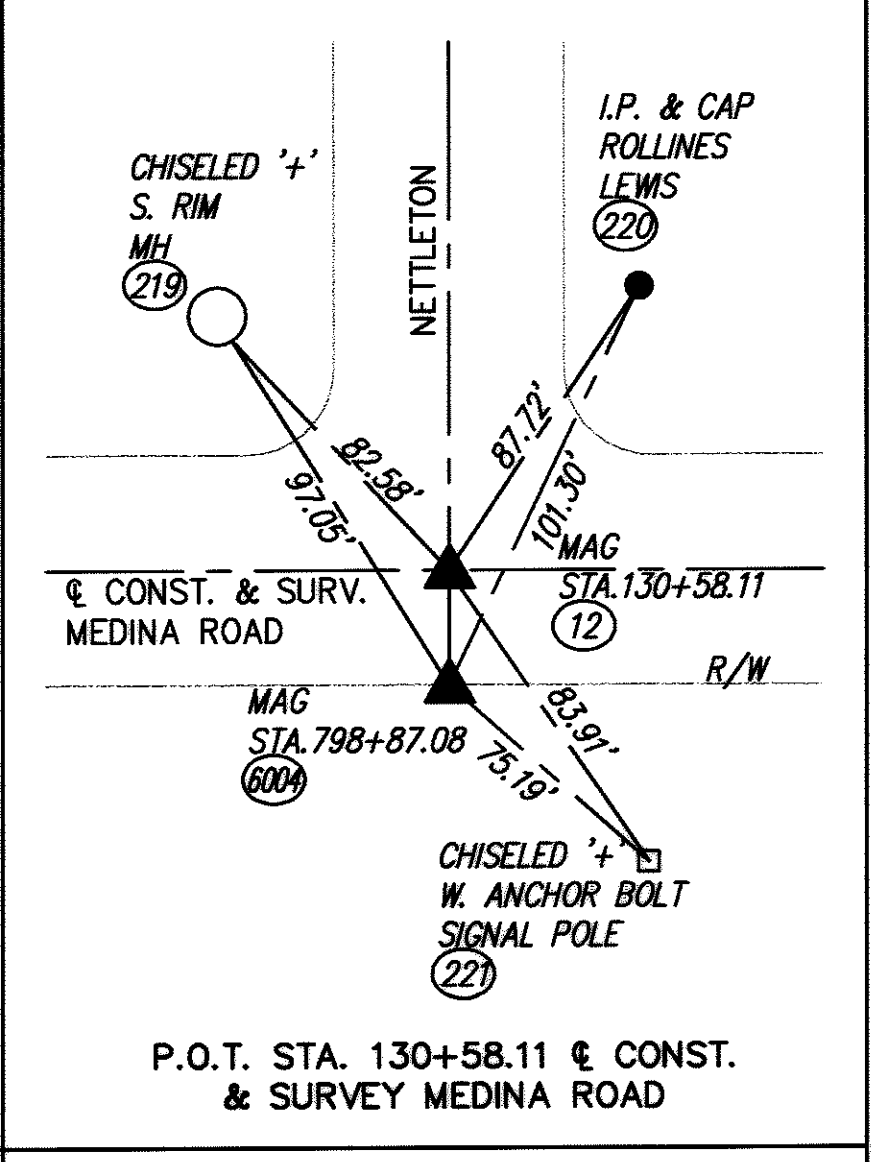 I.P. & CAP
ROLLINES
LEWIS
220
CHISELED '+'
S. RIM
MH
219
NETTLETON
87.72'
82.58'
101.30'
97.05'
MAG
STA.130+58.11
12
℄ CONST. & SURV.
MEDINA ROAD
R/W
MAG
STA.798+87.08
6004
83.91'
75.19'
CHISELED '+'
W. ANCHOR BOLT
SIGNAL POLE
221
P.O.T. STA. 130+58.11 ℄ CONST.
& SURVEY MEDINA ROAD